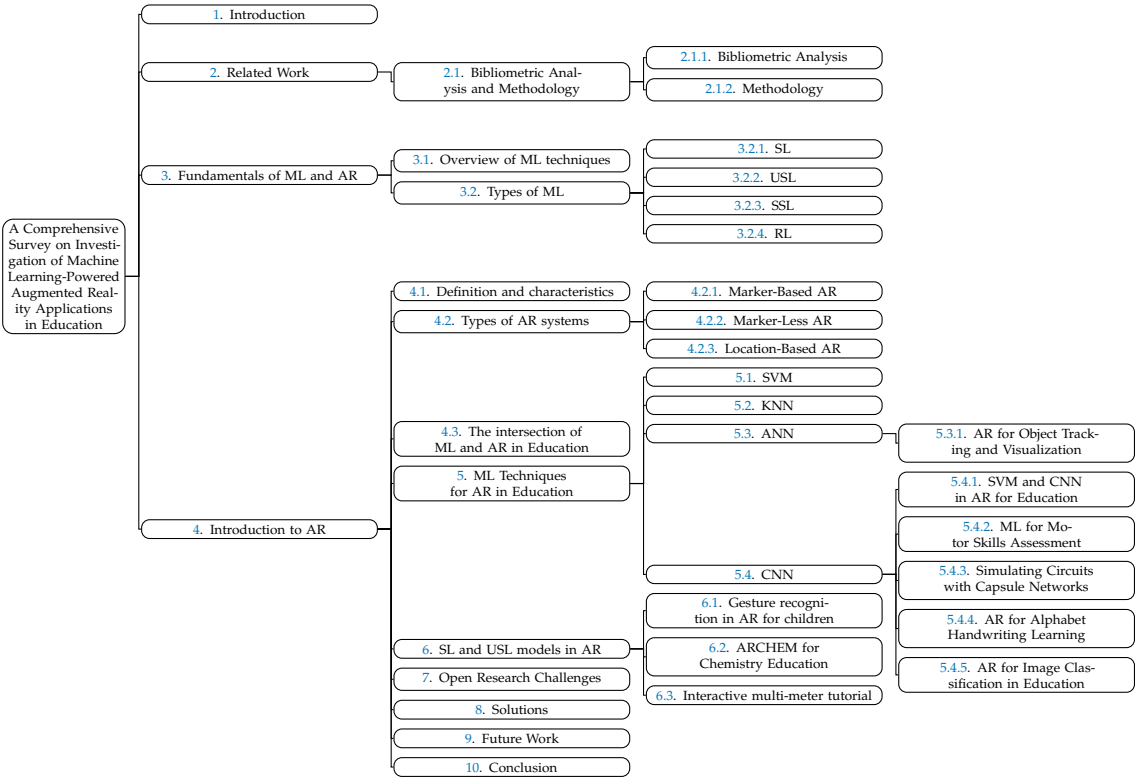 A Comprehensive
Survey on Investi-
gation of Machine
Learning-Powered
Augmented Real-
ity Applications
in Education
1. Introduction
2. Related Work
2.1. Bibliometric Anal-
ysis and Methodology
2.1.1. Bibliometric Analysis
2.1.2. Methodology
3. Fundamentals of ML and AR
3.1. Overview of ML techniques
3.2. Types of ML
3.2.1. SL
3.2.2. USL
3.2.3. SSL
3.2.4. RL
4. Introduction to AR
4.1. Definition and characteristics
4.2. Types of AR systems
4.2.1. Marker-Based AR
4.2.2. Marker-Less AR
4.2.3. Location-Based AR
4.3. The intersection of
ML and AR in Education
5. ML Techniques
for AR in Education
5.1. SVM
5.2. KNN
5.3. ANN
5.3.1. AR for Object Track-
ing and Visualization
5.4. CNN
5.4.1. SVM and CNN
in AR for Education
5.4.2. ML for Mo-
tor Skills Assessment
5.4.3. Simulating Circuits
with Capsule Networks
5.4.4. AR for Alphabet
Handwriting Learning
5.4.5. AR for Image Clas-
sification in Education
6. SL and USL models in AR
6.1. Gesture recogni-
tion in AR for children
6.2. ARCHEM for
Chemistry Education
6.3. Interactive multi-meter tutorial
7. Open Research Challenges
8. Solutions
9. Future Work
10. Conclusion